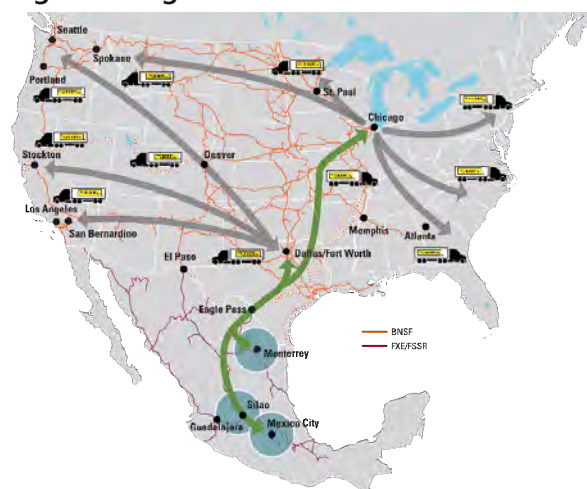 Seattle
Spokane
Portland
St. Paul
Chicago
Stockton
Denver
Los Angeles
San Bernardino
Memphis
Atlanta
El Paso
Dallas/Fort Worth
Eagle Pass
BNSF
FXE/FSSR
Monterrey
Silao
Guadalajara
Mexico City